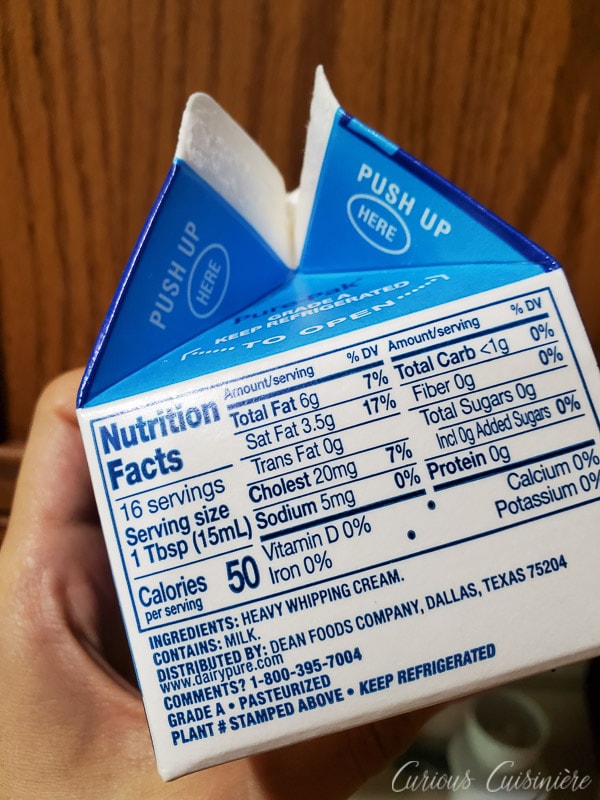 PUSH UP
HERE
PUSH UP
HERE
Pure-Pak
GRADE A
KEEP REFRIGERATED
TO OPEN
Nutrition
Facts
16 servings
Serving size
1 Tbsp (15mL)
Calories 50
per serving
Amount/serving % DV
Total Fat 6g 7%
Sat Fat 3.5g 17%
Trans Fat 0g
Cholest 20mg 7%
Sodium 5mg 0%
Amount/serving % DV
Total Carb <1g 0%
Fiber 0g 0%
Total Sugars 0g
Incl 0g Added Sugars 0%
Protein 0g
Vitamin D 0% • Calcium 0%
Iron 0% • Potassium 0%
INGREDIENTS: HEAVY WHIPPING CREAM.
CONTAINS: MILK.
DISTRIBUTED BY: DEAN FOODS COMPANY, DALLAS, TEXAS 75204
www.dairypure.com
COMMENTS? 1-800-395-7004
GRADE A • PASTEURIZED
PLANT # STAMPED ABOVE • KEEP REFRIGERATED
Curious Cuisinière